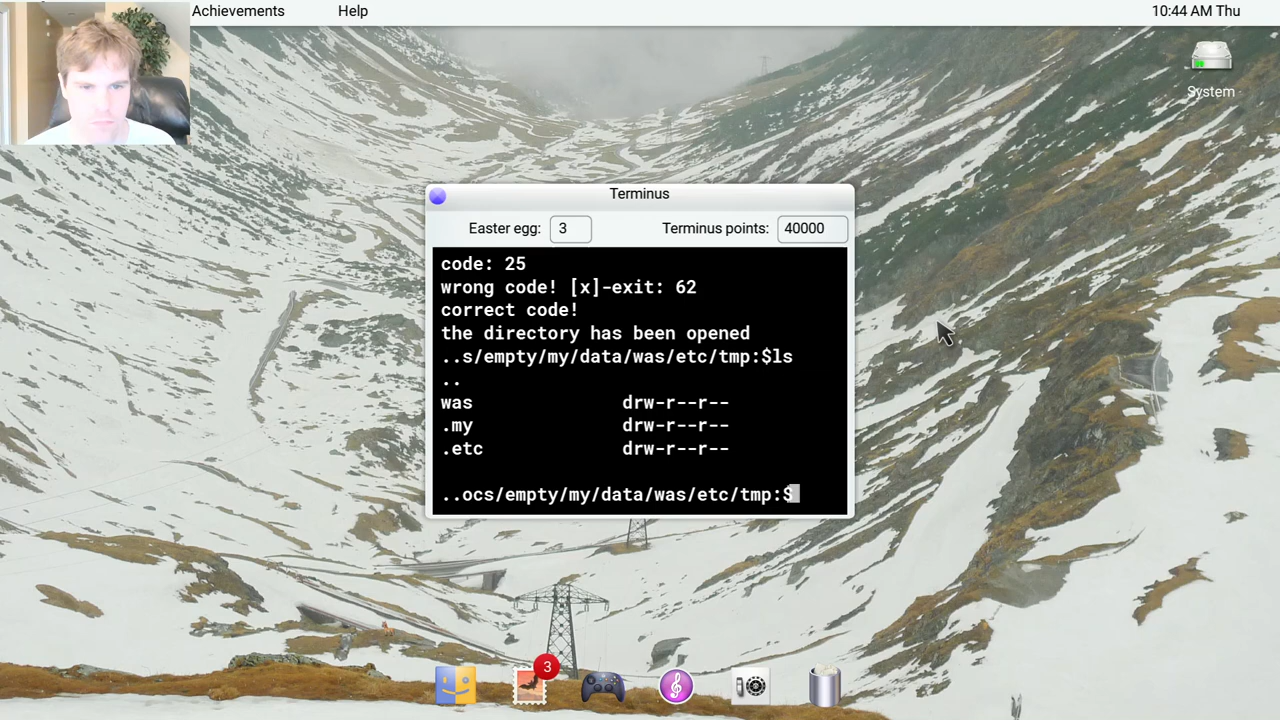 Achievements Help 10:44 AM Thu
System
Terminus
Easter egg: 3 Terminus points: 40000
code: 25
wrong code! [x]-exit: 62
correct code!
the directory has been opened
..s/empty/my/data/was/etc/tmp:$ls
..
was drw-r--r--
.my drw-r--r--
.etc drw-r--r--
..ocs/empty/my/data/was/etc/tmp:$
3